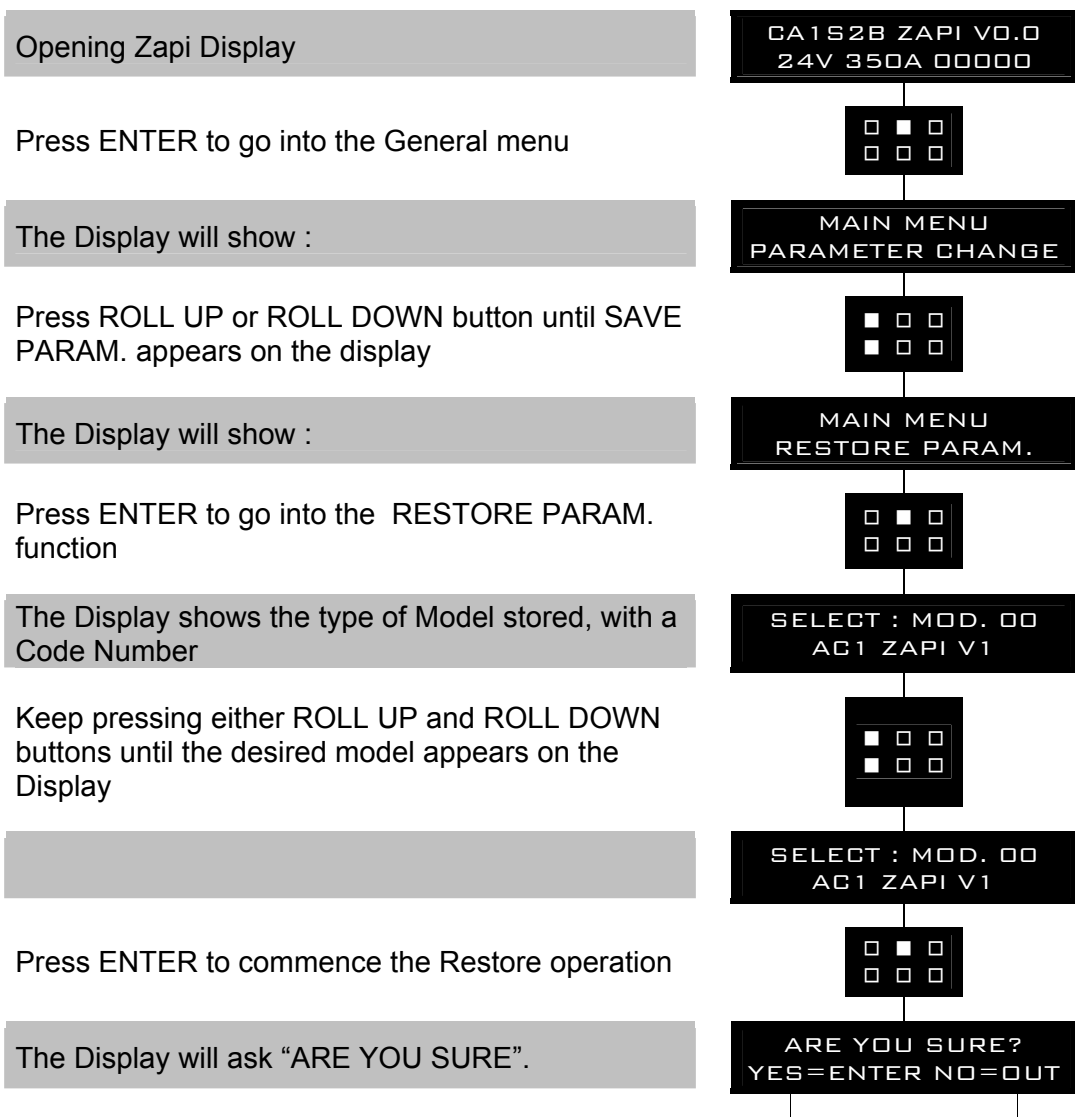 Opening Zapi Display
CA1S2B ZAPI V0.0
24V 350A 00000
Press ENTER to go into the General menu
The Display will show :
MAIN MENU
PARAMETER CHANGE
Press ROLL UP or ROLL DOWN button until SAVE
PARAM. appears on the display
The Display will show :
MAIN MENU
RESTORE PARAM.
Press ENTER to go into the  RESTORE PARAM.
function
The Display shows the type of Model stored, with a
Code Number
SELECT : MOD. 00
AC1 ZAPI V1
Keep pressing either ROLL UP and ROLL DOWN
buttons until the desired model appears on the
Display
SELECT : MOD. 00
AC1 ZAPI V1
Press ENTER to commence the Restore operation
The Display will ask “ARE YOU SURE”.
ARE YOU SURE?
YES=ENTER NO=OUT